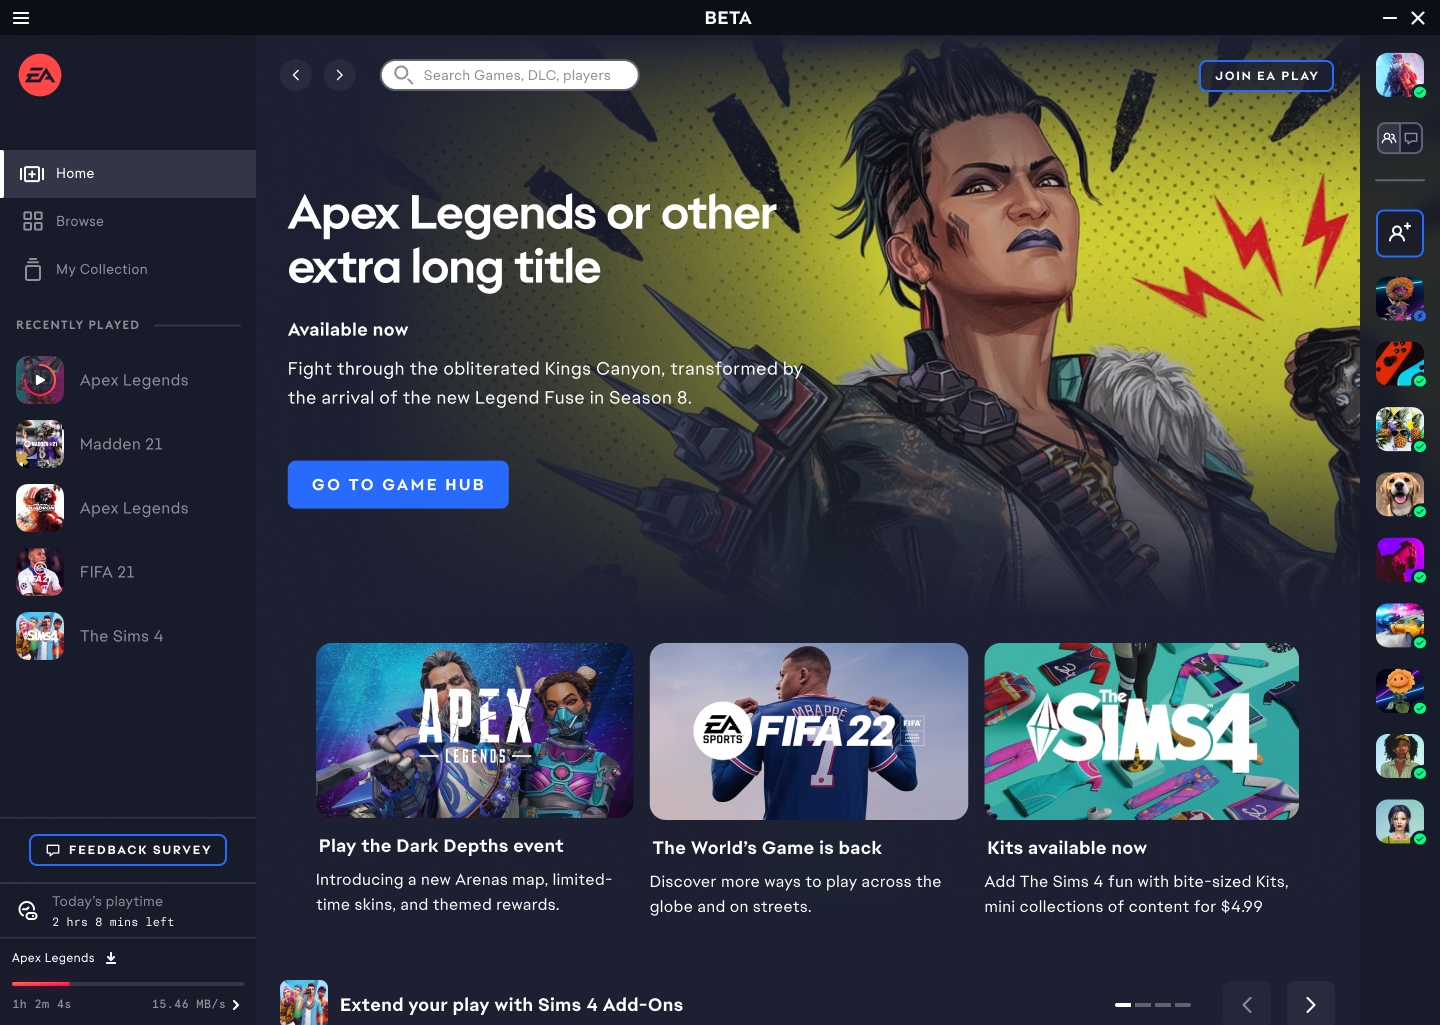 BETA
EA
Search Games, DLC, players
JOIN EA PLAY
Home
Browse
My Collection
RECENTLY PLAYED
Apex Legends
Madden 21
Apex Legends
FIFA 21
The Sims 4
Apex Legends or other
extra long title
Available now
Fight through the obliterated Kings Canyon, transformed by
the arrival of the new Legend Fuse in Season 8.
GO TO GAME HUB
APEX
LEGENDS
Play the Dark Depths event
Introducing a new Arenas map, limited-
time skins, and themed rewards.
MBAPPÉ
7
EA
SPORTS
FIFA 22
FIFA
The World's Game is back
Discover more ways to play across the
globe and on streets.
The
SIMS 4
Kits available now
Add The Sims 4 fun with bite-sized Kits,
mini collections of content for $4.99
FEEDBACK SURVEY
Today's playtime
2 hrs 8 mins left
Apex Legends
1h 2m 4s
15.46 MB/s
Extend your play with Sims 4 Add-Ons